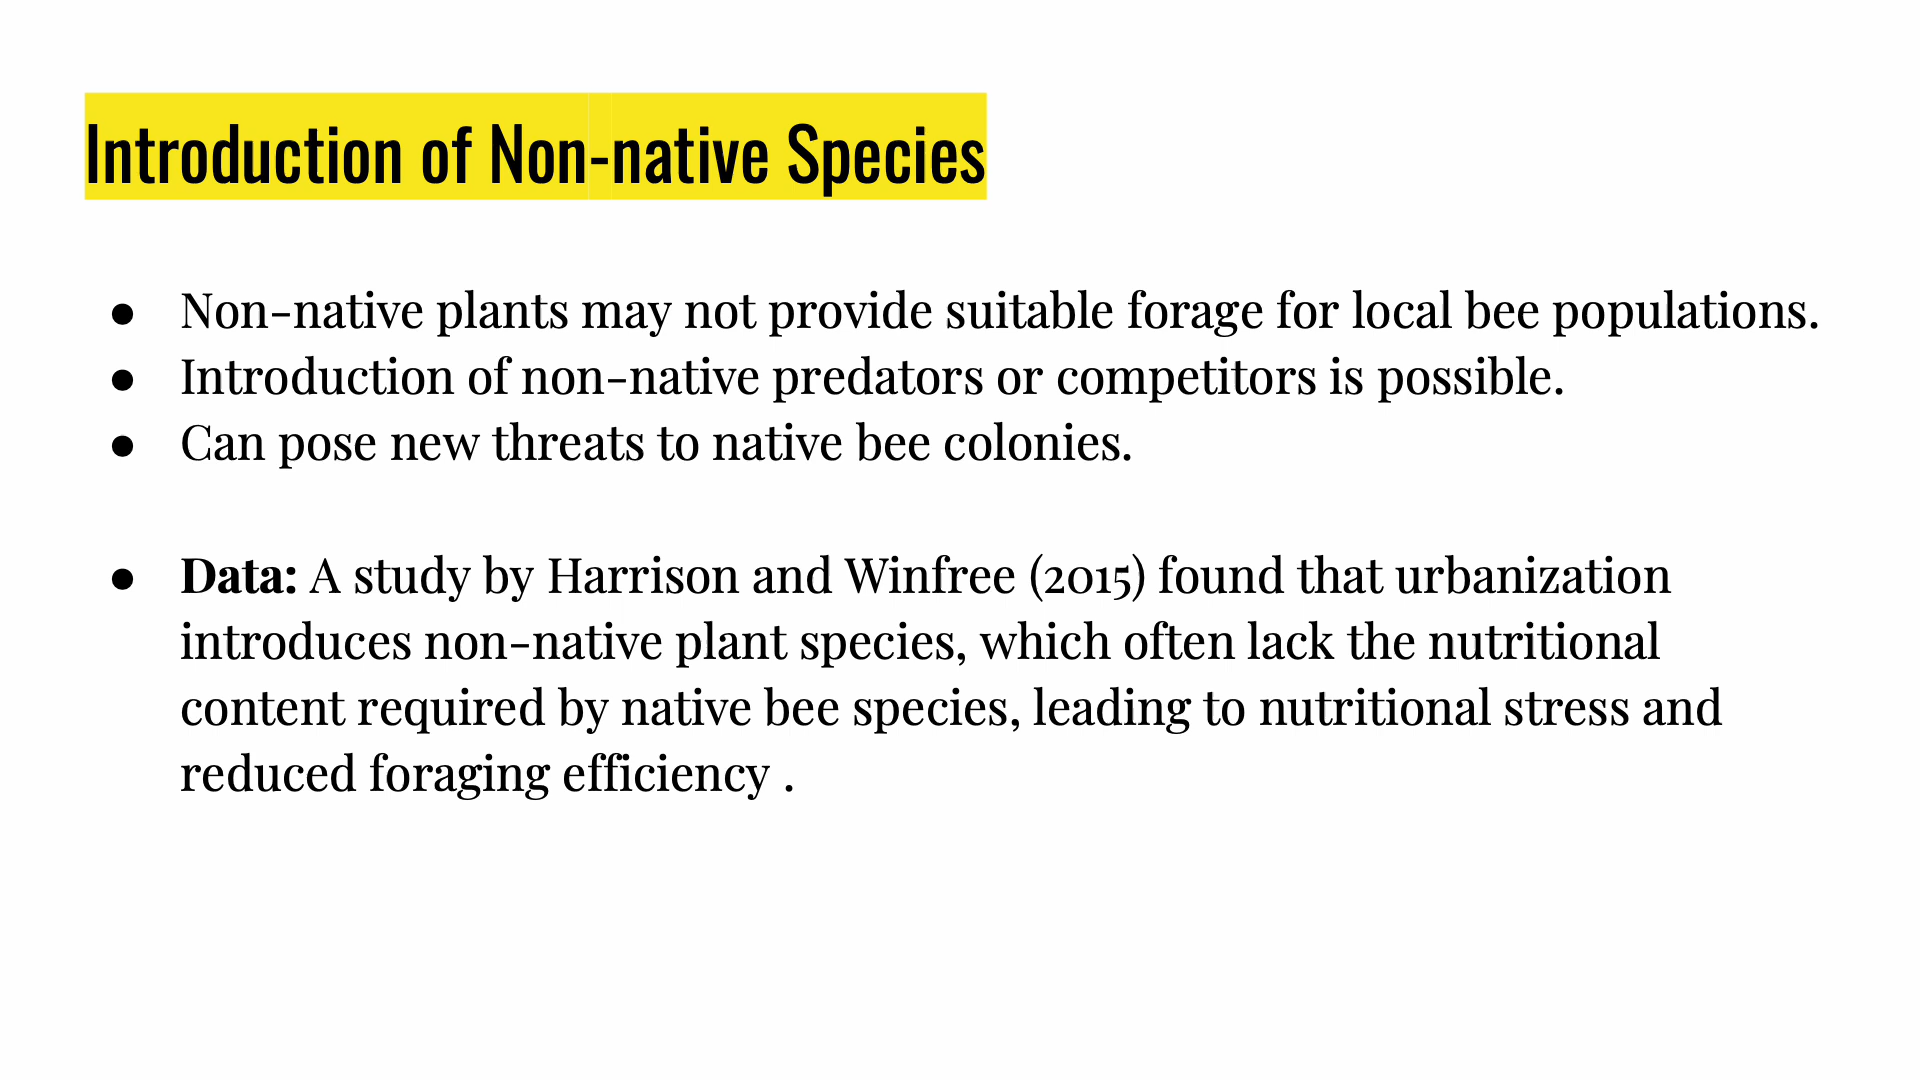 Introduction of Non-native Species
● Non-native plants may not provide suitable forage for local bee populations.
● Introduction of non-native predators or competitors is possible.
● Can pose new threats to native bee colonies.
● Data: A study by Harrison and Winfree (2015) found that urbanization
introduces non-native plant species, which often lack the nutritional
content required by native bee species, leading to nutritional stress and
reduced foraging efficiency .